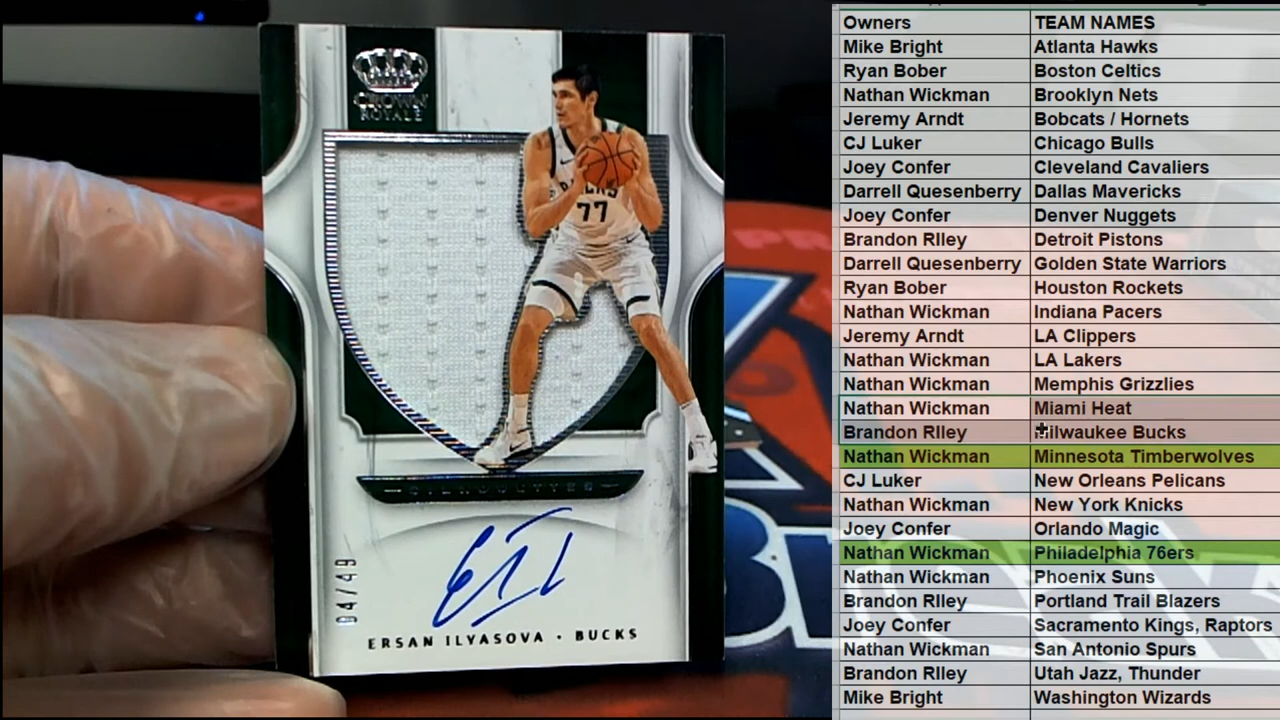 CROWN
ROYALE
77
SILHOUETTES
04/49
ERSAN ILYASOVA • BUCKS
Owners TEAM NAMES
Mike Bright Atlanta Hawks
Ryan Bober Boston Celtics
Nathan Wickman Brooklyn Nets
Jeremy Arndt Bobcats / Hornets
CJ Luker Chicago Bulls
Joey Confer Cleveland Cavaliers
Darrell Quesenberry Dallas Mavericks
Joey Confer Denver Nuggets
Brandon RIley Detroit Pistons
Darrell Quesenberry Golden State Warriors
Ryan Bober Houston Rockets
Nathan Wickman Indiana Pacers
Jeremy Arndt LA Clippers
Nathan Wickman LA Lakers
Nathan Wickman Memphis Grizzlies
Nathan Wickman Miami Heat
Brandon RIley Milwaukee Bucks
Nathan Wickman Minnesota Timberwolves
CJ Luker New Orleans Pelicans
Nathan Wickman New York Knicks
Joey Confer Orlando Magic
Nathan Wickman Philadelphia 76ers
Nathan Wickman Phoenix Suns
Brandon RIley Portland Trail Blazers
Joey Confer Sacramento Kings, Raptors
Nathan Wickman San Antonio Spurs
Brandon RIley Utah Jazz, Thunder
Mike Bright Washington Wizards